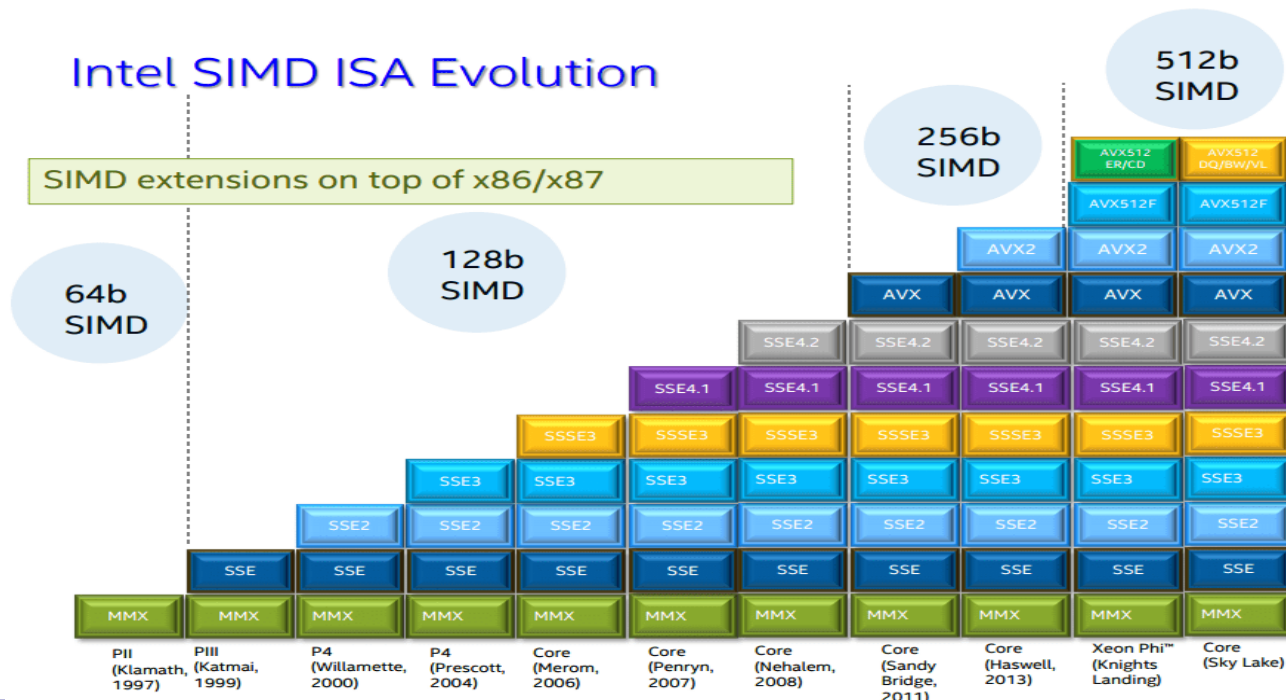 Intel SIMD ISA Evolution
SIMD extensions on top of x86/x87
64b
SIMD
128b
SIMD
256b
SIMD
512b
SIMD
AVX512
ER/CD
AVX512
DQ/BW/VL
AVX512F AVX512F
AVX2 AVX2 AVX2
AVX AVX AVX AVX
SSE4.2 SSE4.2 SSE4.2 SSE4.2 SSE4.2
SSE4.1 SSE4.1 SSE4.1 SSE4.1 SSE4.1 SSE4.1
SSSE3 SSSE3 SSSE3 SSSE3 SSSE3 SSSE3 SSSE3
SSE3 SSE3 SSE3 SSE3 SSE3 SSE3 SSE3 SSE3
SSE2 SSE2 SSE2 SSE2 SSE2 SSE2 SSE2 SSE2 SSE2
SSE SSE SSE SSE SSE SSE SSE SSE SSE SSE
MMX MMX MMX MMX MMX MMX MMX MMX MMX MMX MMX
PII
(Klamath,
1997)
PIII
(Katmai,
1999)
P4
(Willamette,
2000)
P4
(Prescott,
2004)
Core
(Merom,
2006)
Core
(Penryn,
2007)
Core
(Nehalem,
2008)
Core
(Sandy
Bridge,
2011)
Core
(Haswell,
2013)
Xeon Phi™
(Knights
Landing)
Core
(Sky Lake)